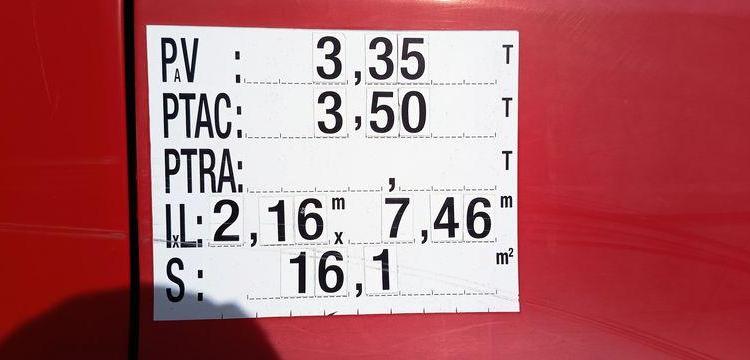 PAV : 3,35 T
PTAC: 3,50 T
PTRA: , T
lxL: 2,16 m x 7,46 m
S : 16,1 m²